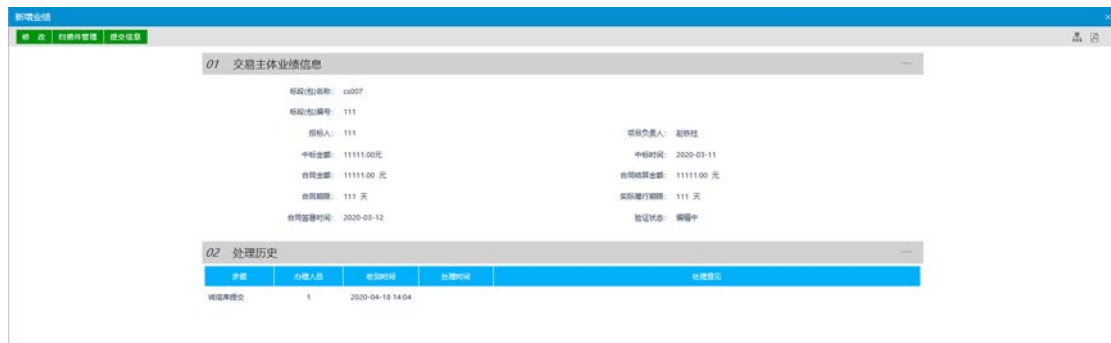 新增业绩
修 改 扫描件管理 提交信息
01 交易主体业绩信息
标段(包)名称: cs007
标段(包)编号: 111
招标人: 111 项目负责人: 赵铁柱
中标金额: 11111.00元 中标时间: 2020-03-11
合同金额: 11111.00 元 合同结算金额: 11111.00 元
合同期限: 111 天 实际履行期限: 111 天
合同签署时间: 2020-03-12 验证状态: 编辑中
02 处理历史
步骤 办理人员 收到时间 处理时间 处理意见
诚信库提交 1 2020-04-18 14:04